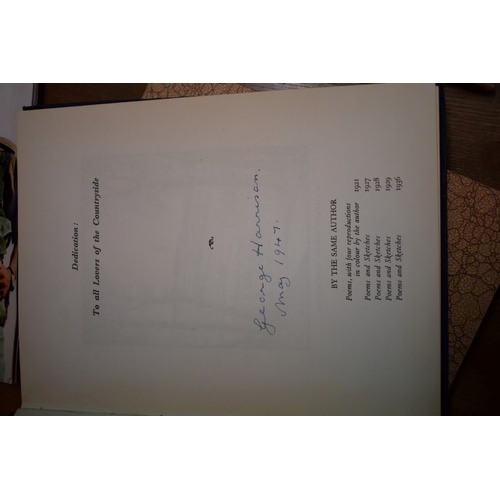 Dedication:
To all Lovers of the Countryside
George Harrison.
May 1947.
BY THE SAME AUTHOR
Poems, with four reproductions
in colour by the author 1921
Poems and Sketches 1927
Poems and Sketches 1928
Poems and Sketches 1929
Poems and Sketches 1936